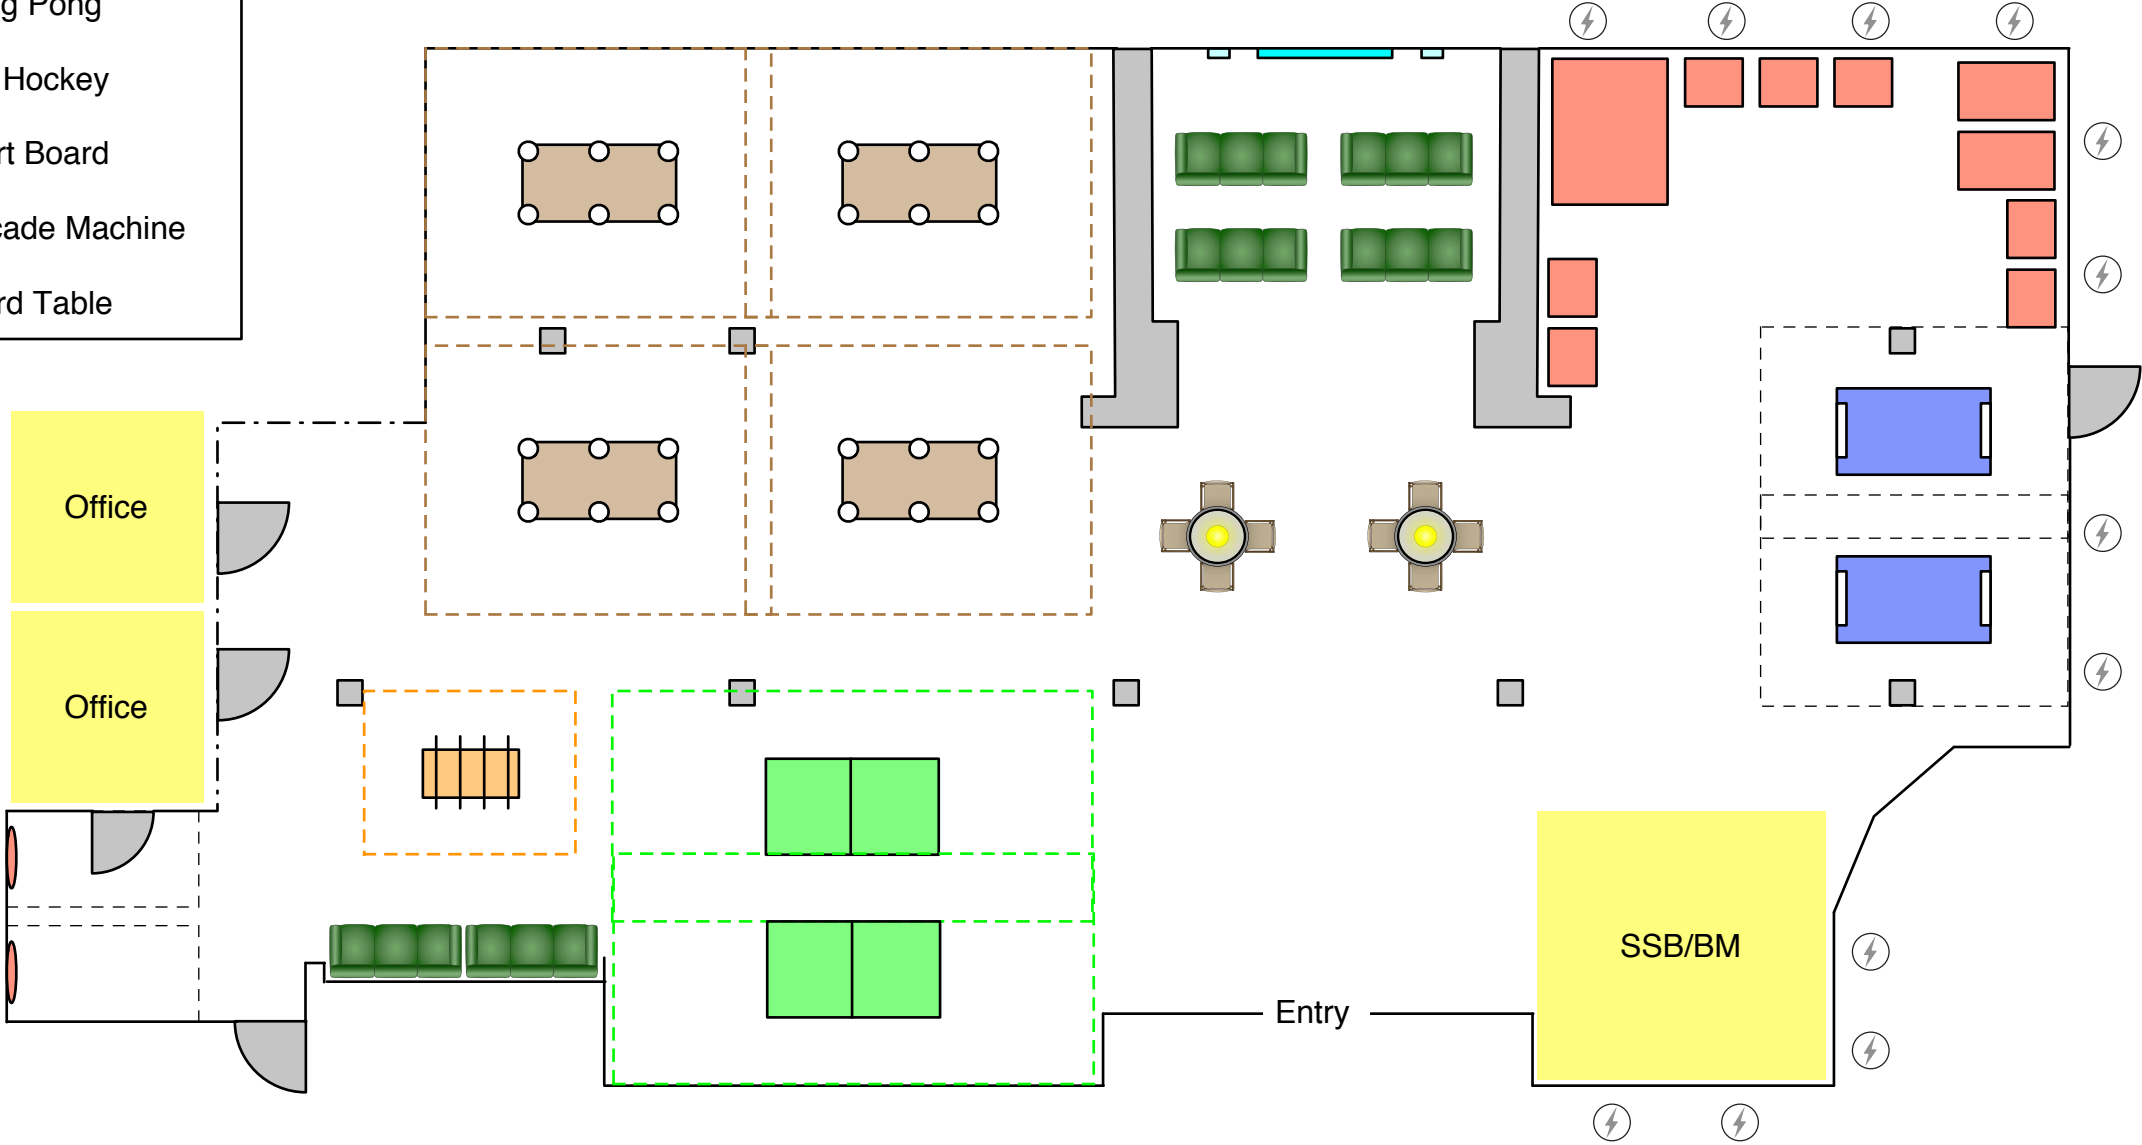 g Pong
Hockey
rt Board
cade Machine
rd Table
Office
Office
SSB/BM
Entry